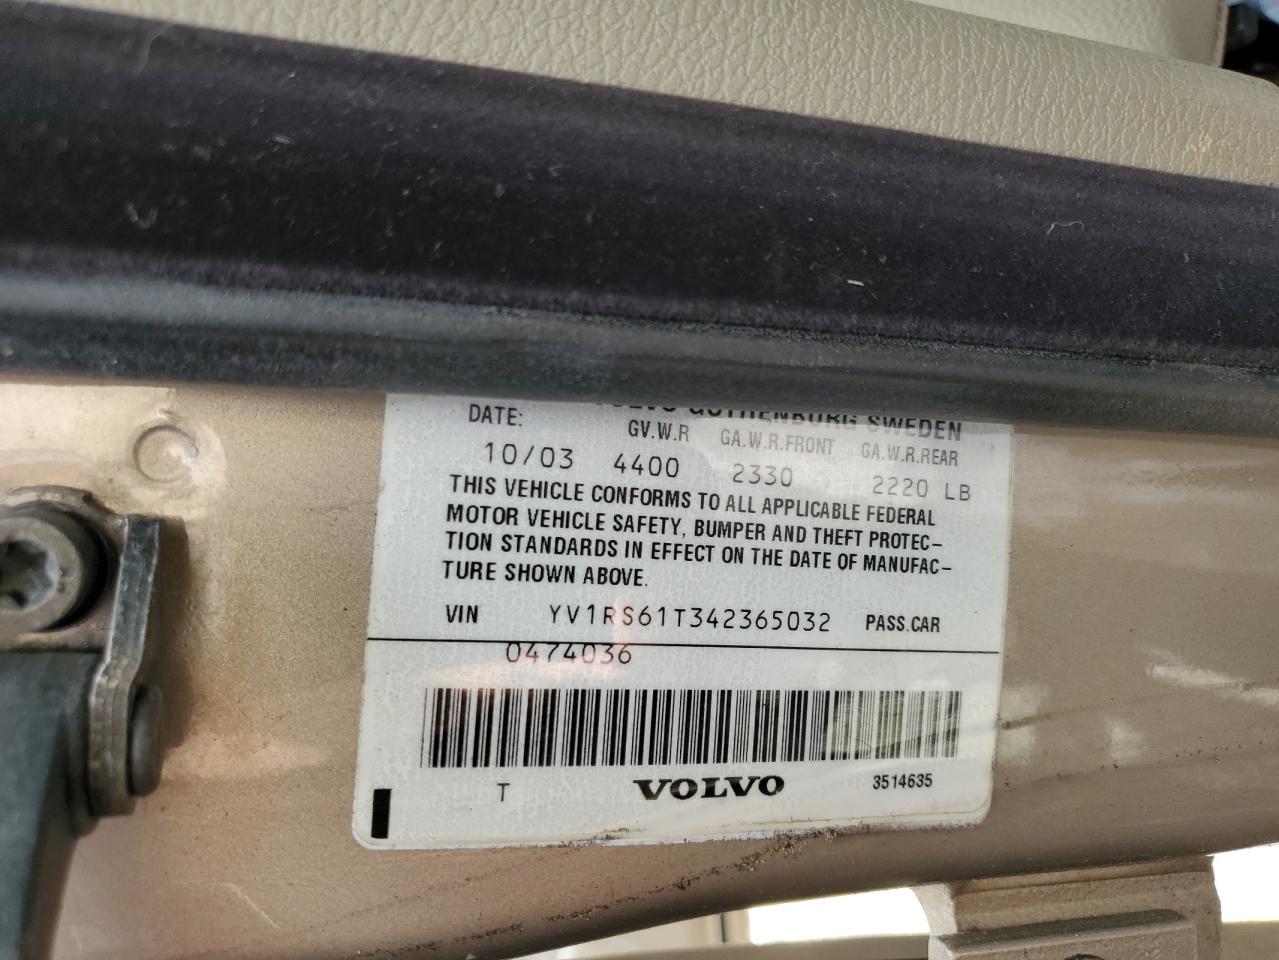 VOLVO GOTHENBURG SWEDEN
DATE: GV.W.R GA.W.R.FRONT GA.W.R.REAR
10/03 4400 2330 2220 LB
THIS VEHICLE CONFORMS TO ALL APPLICABLE FEDERAL
MOTOR VEHICLE SAFETY, BUMPER AND THEFT PROTEC–
TION STANDARDS IN EFFECT ON THE DATE OF MANUFAC–
TURE SHOWN ABOVE.
VIN YV1RS61T342365032 PASS.CAR
0474036
T VOLVO 3514635